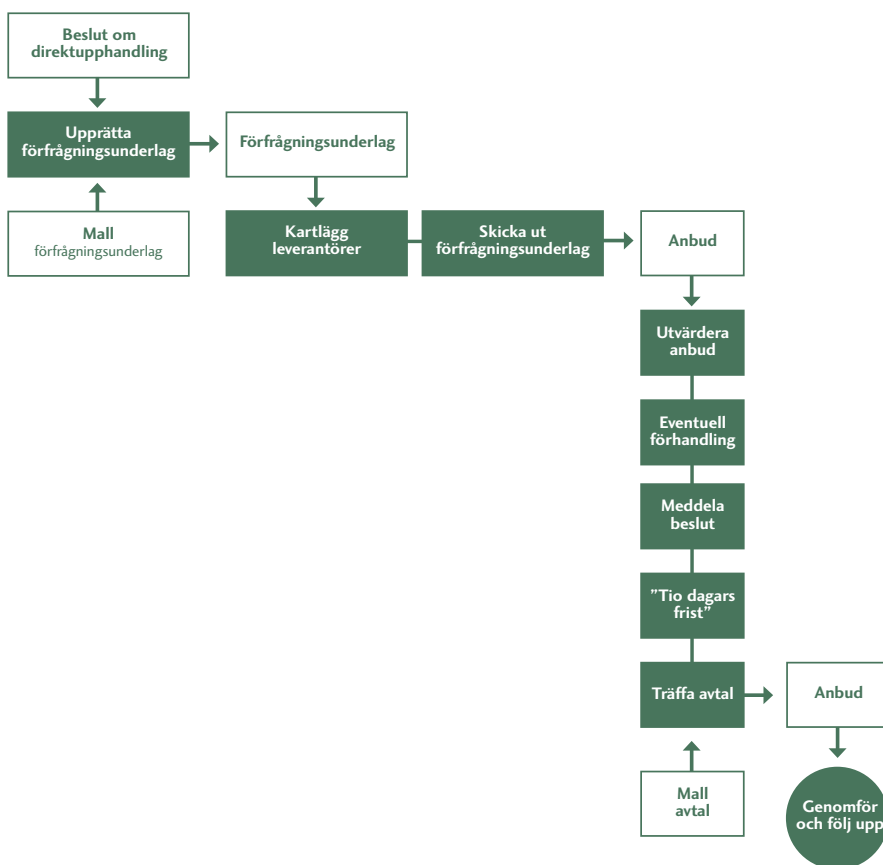 Beslut om
direktupphandling
Upprätta
förfrågningsunderlag
Förfrågningsunderlag
Mall
förfrågningsunderlag
Kartlägg
leverantörer
Skicka ut
förfrågningsunderlag
Anbud
Utvärdera
anbud
Eventuell
förhandling
Meddela
beslut
”Tio dagars
frist”
Träffa avtal
Anbud
Mall
avtal
Genomför
och följ upp